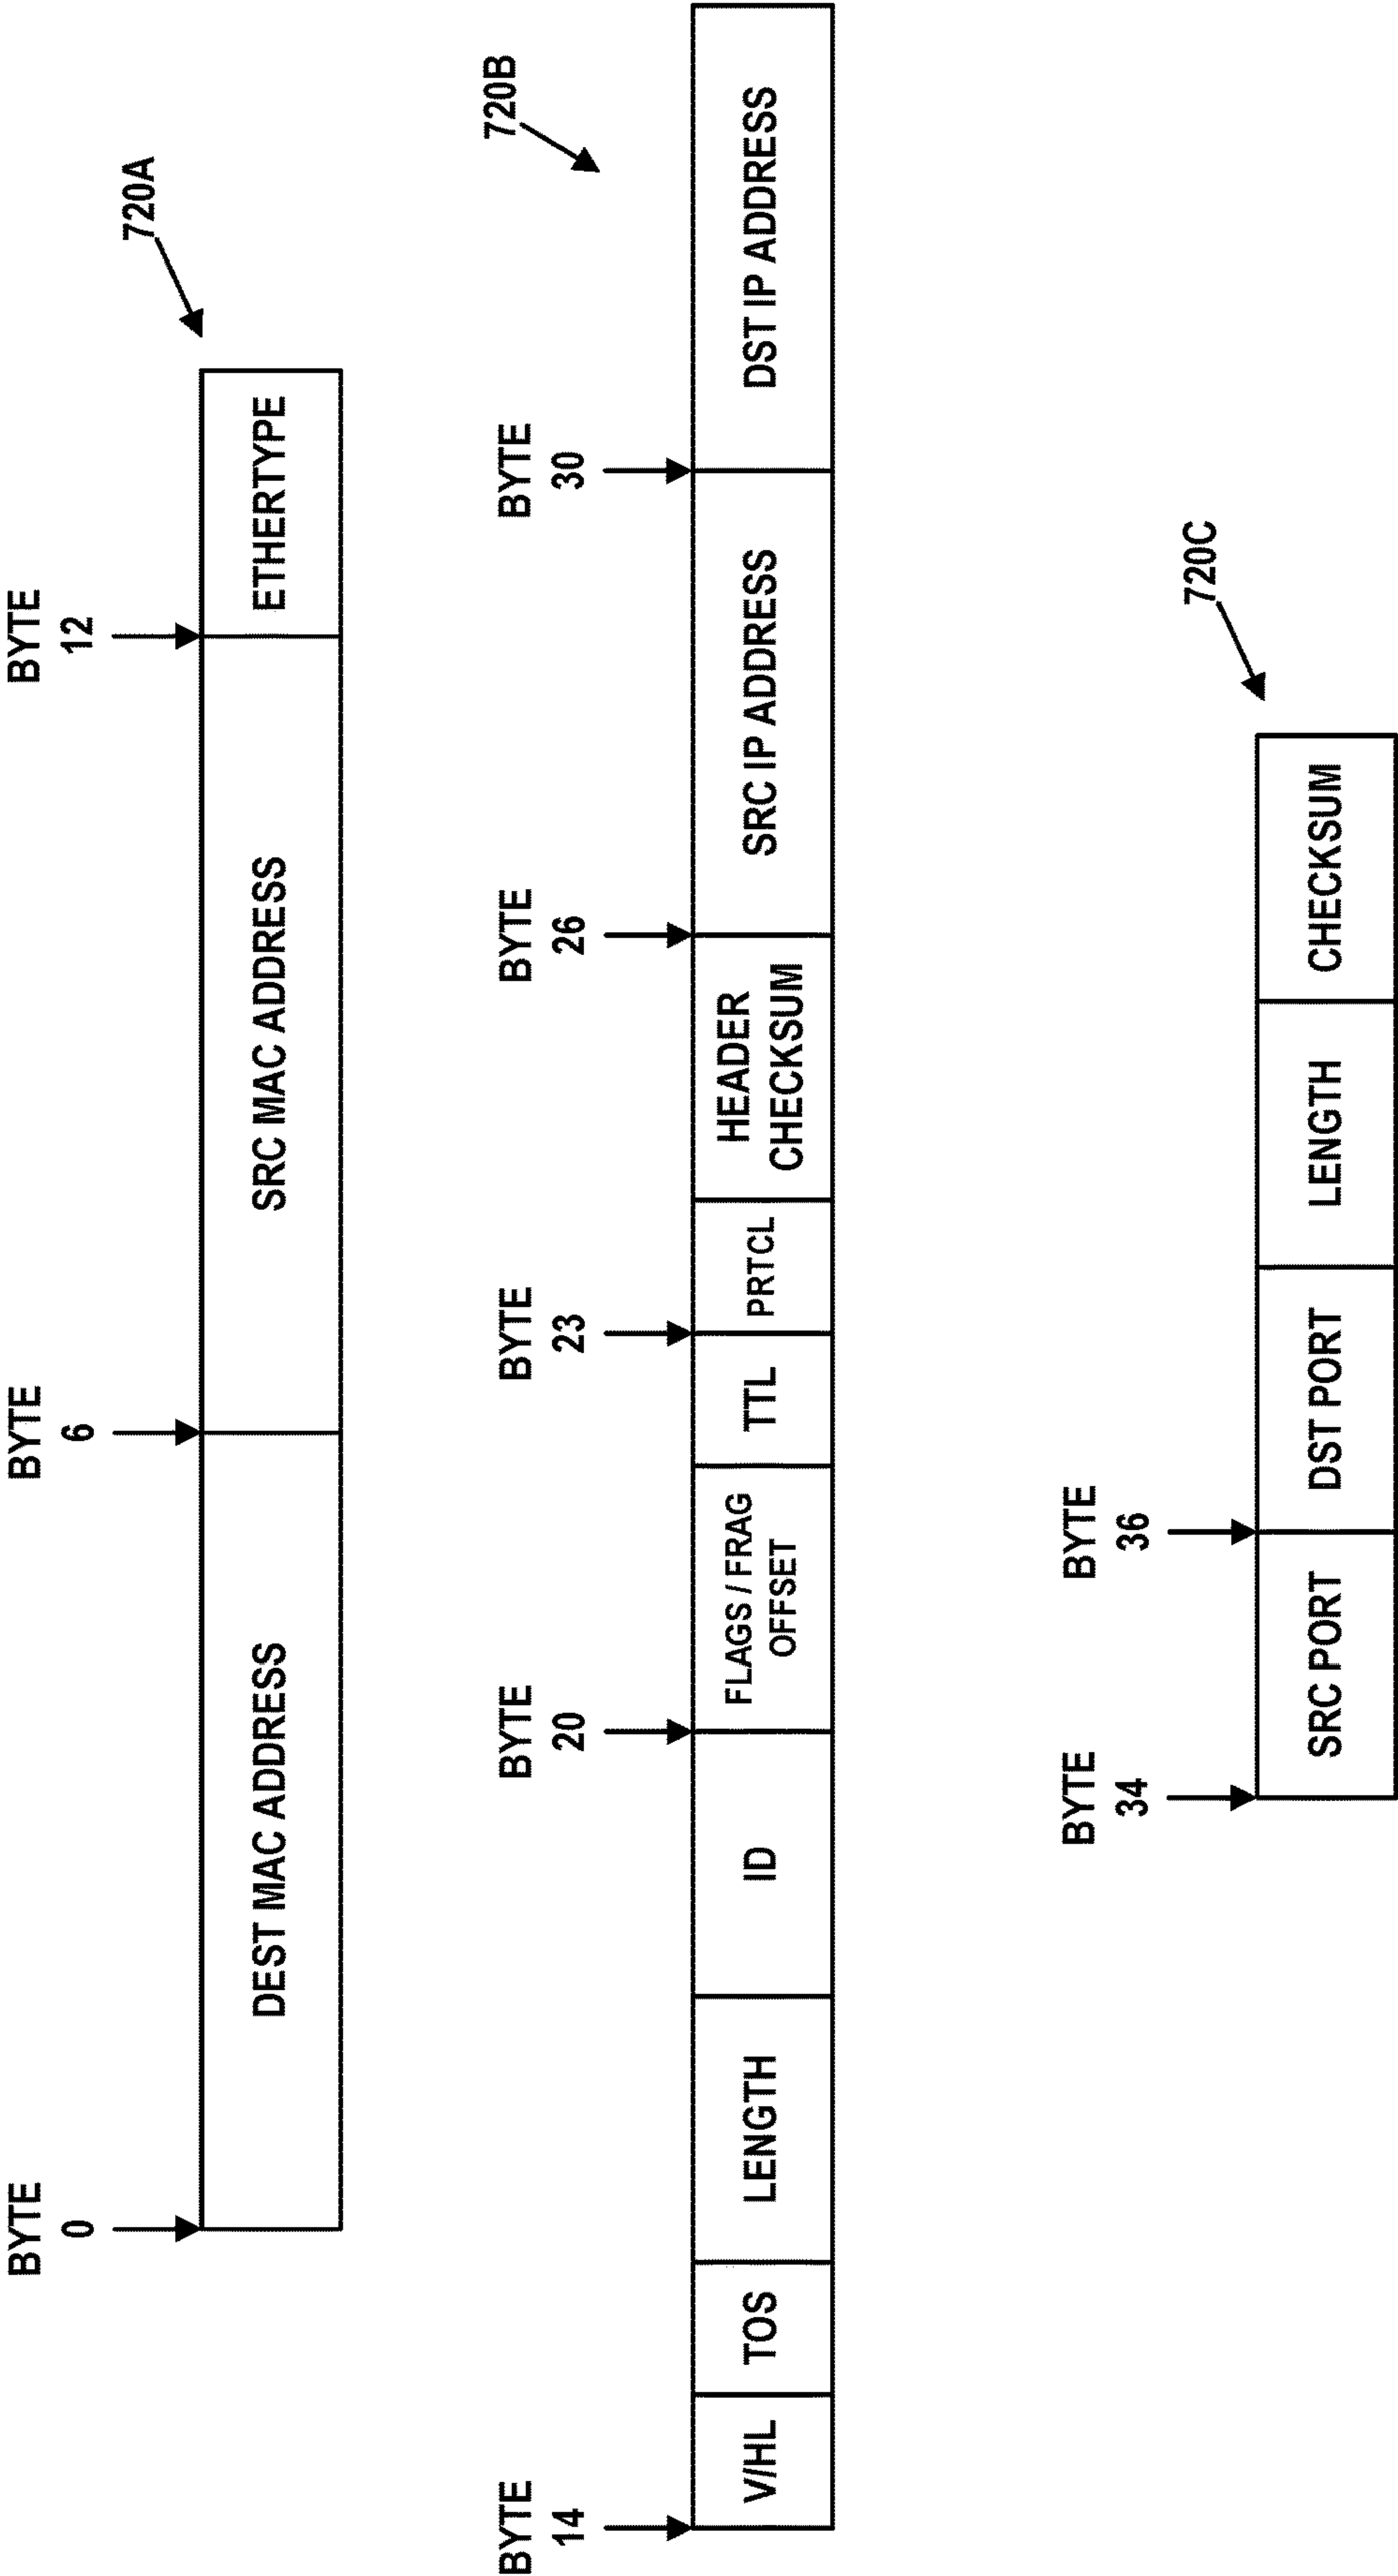 720A
BYTE
0
BYTE
6
BYTE
12
DEST MAC ADDRESS
SRC MAC ADDRESS
ETHERTYPE
720B
BYTE
14
BYTE
20
BYTE
23
BYTE
26
BYTE
30
V/HL
TOS
LENGTH
ID
FLAGS / FRAG
OFFSET
TTL
PRTCL
HEADER
CHECKSUM
SRC IP ADDRESS
DST IP ADDRESS
720C
BYTE
34
BYTE
36
SRC PORT
DST PORT
LENGTH
CHECKSUM